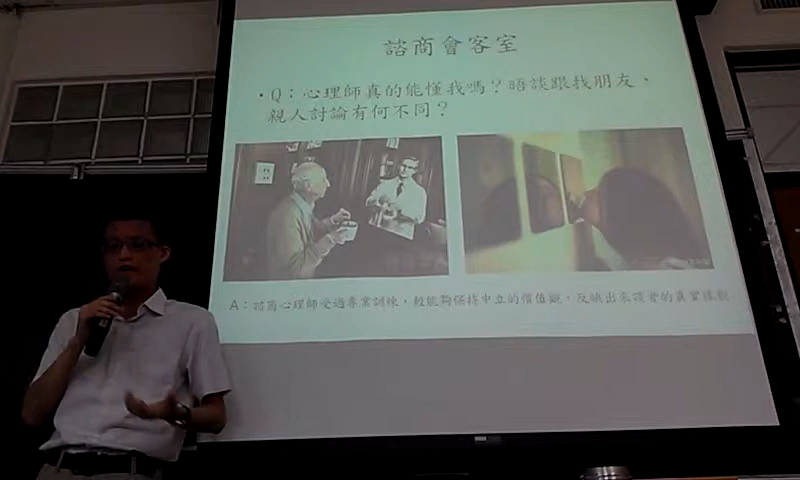 諮商會客室
・Q：心理師真的能懂我嗎？晤談跟找朋友、
親人討論有何不同？
A：諮商心理師受過專業訓練，較能夠保持中立的價值觀，反映出來談者的真實樣貌